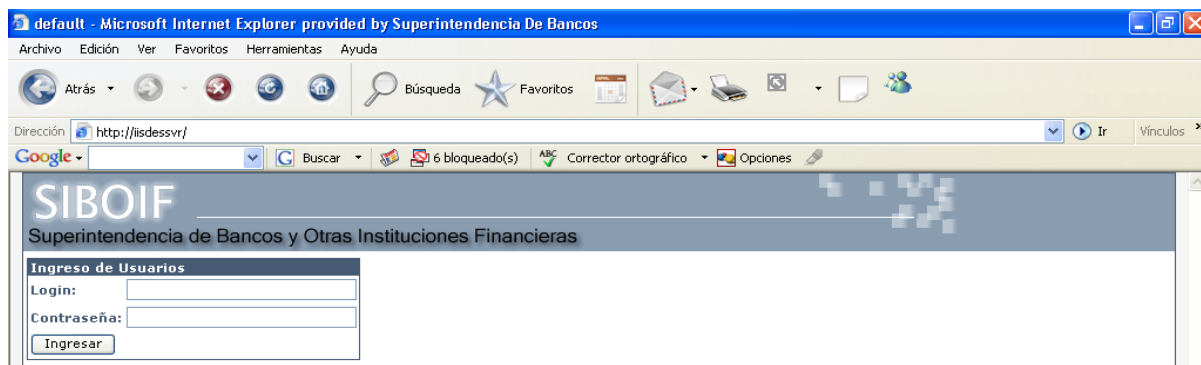 default - Microsoft Internet Explorer provided by Superintendencia De Bancos
Archivo Edición Ver Favoritos Herramientas Ayuda
Atrás Búsqueda Favoritos
Dirección http://iisdessvr/ Ir Vínculos »
Google Buscar 6 bloqueado(s) ABC Corrector ortográfico Opciones
SIBOIF
Superintendencia de Bancos y Otras Instituciones Financieras
Ingreso de Usuarios
Login:
Contraseña:
Ingresar